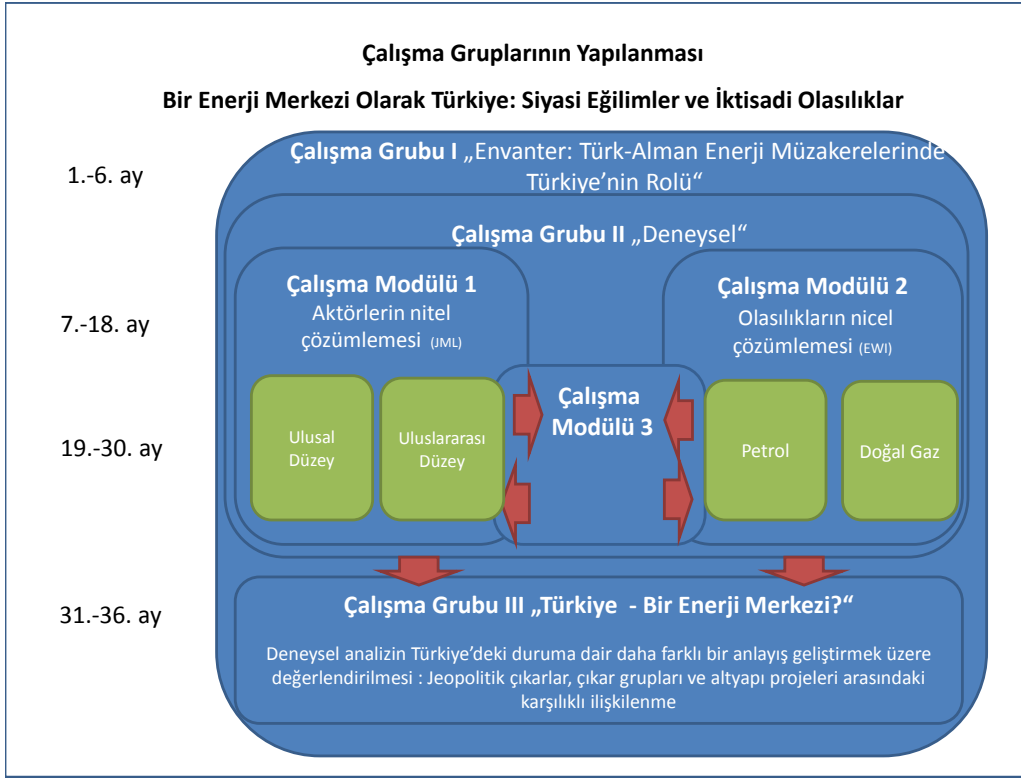 Çalışma Gruplarının Yapılanması
Bir Enerji Merkezi Olarak Türkiye: Siyasi Eğilimler ve İktisadi Olasılıklar
1.-6. ay
Çalışma Grubu I „Envanter: Türk-Alman Enerji Müzakerelerinde
Türkiye’nin Rolü“
Çalışma Grubu II „Deneysel“
7.-18. ay
Çalışma Modülü 1
Aktörlerin nitel
çözümlemesi (JML)
Çalışma Modülü 2
Olasılıkların nicel
çözümlemesi (EWI)
19.-30. ay
Ulusal
Düzey
Uluslararası
Düzey
Çalışma
Modülü 3
Petrol
Doğal Gaz
31.-36. ay
Çalışma Grubu III „Türkiye - Bir Enerji Merkezi?“
Deneysel analizin Türkiye’deki duruma dair daha farklı bir anlayış geliştirmek üzere
değerlendirilmesi : Jeopolitik çıkarlar, çıkar grupları ve altyapı projeleri arasındaki
karşılıklı ilişkilenme